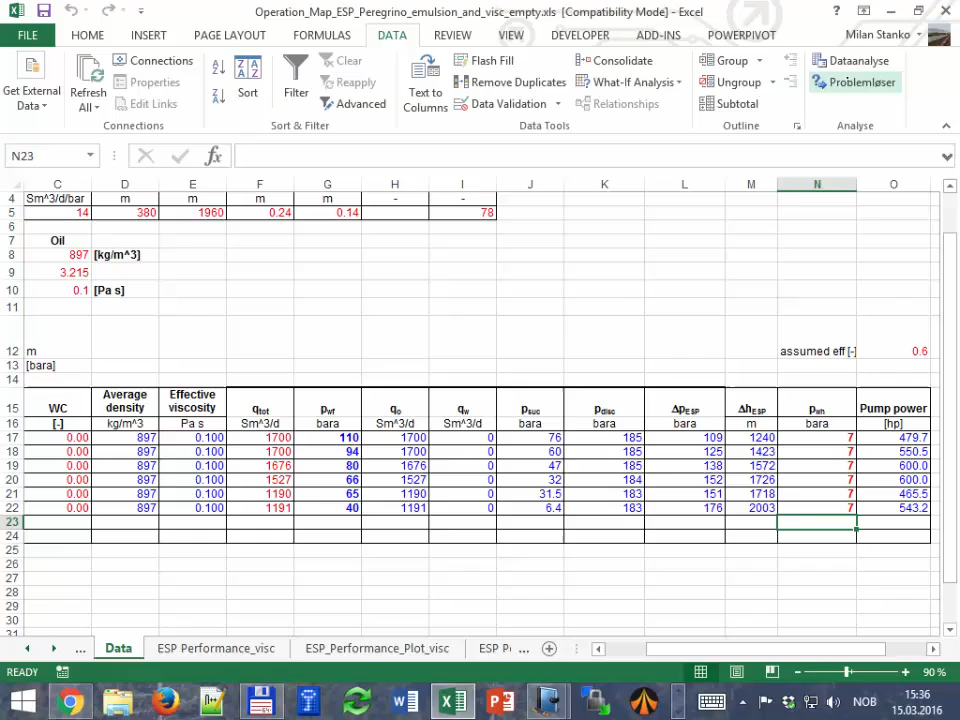 Operation_Map_ESP_Peregrino_emulsion_and_visc_empty.xls [Compatibility Mode] - Excel
FILE HOME INSERT PAGE LAYOUT FORMULAS DATA REVIEW VIEW DEVELOPER ADD-INS POWERPIVOT Milan Stanko
Get External Data
Refresh All
Connections
Properties
Edit Links
Connections
Sort
Filter
Clear
Reapply
Advanced
Sort & Filter
Text to Columns
Flash Fill
Remove Duplicates
Data Validation
Consolidate
What-If Analysis
Relationships
Data Tools
Group
Ungroup
Subtotal
Outline
Dataanalyse
Problemløser
Analyse
N23 fx
C D E F G H I J K L M N O
4 Sm^3/d/bar m m m m - -
5 14 380 1960 0.24 0.14 78
6
7 Oil
8 897 [kg/m^3]
9 3.215
10 0.1 [Pa s]
11
12 m assumed eff [-] 0.6
13 [bara]
14
15 WC Average density Effective viscosity qtot pwf qo qw psuc pdisc ΔpESP ΔhESP pwh Pump power
16 [-] kg/m^3 Pa s Sm^3/d bara Sm^3/d Sm^3/d bara bara bara m bara [hp]
17 0.00 897 0.100 1700 110 1700 0 76 185 109 1240 7 479.7
18 0.00 897 0.100 1700 94 1700 0 60 185 125 1423 7 550.5
19 0.00 897 0.100 1676 80 1676 0 47 185 138 1572 7 600.0
20 0.00 897 0.100 1527 66 1527 0 32 184 152 1726 7 600.0
21 0.00 897 0.100 1190 65 1190 0 31.5 183 151 1718 7 465.5
22 0.00 897 0.100 1191 40 1191 0 6.4 183 176 2003 7 543.2
23
24
25
26
27
28
29
30
31
... Data ESP Performance_visc ESP_Performance_Plot_visc ESP P‹ ...
READY 90 %
NOB 15:36
15.03.2016